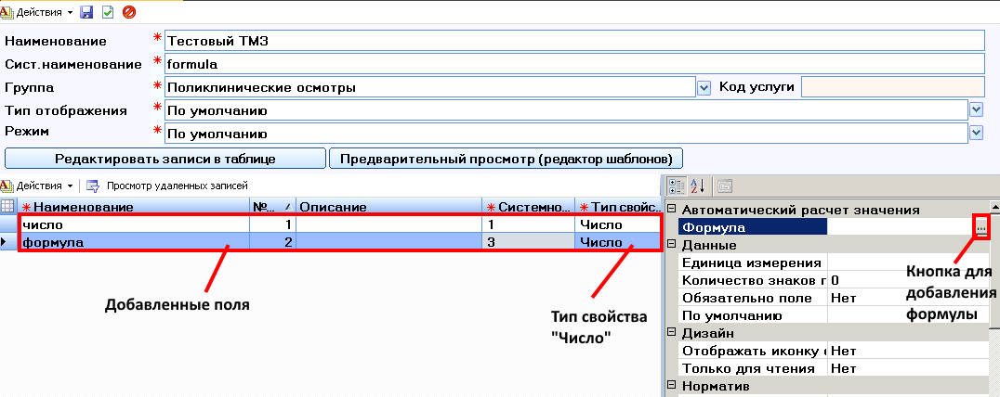 Действия
Наименование * Тестовый ТМЗ
Сист.наименование * formula
Группа * Поликлинические осмотры Код услуги
Тип отображения * По умолчанию
Режим * По умолчанию
Редактировать записи в таблице Предварительный просмотр (редактор шаблонов)
Действия Просмотр удаленных записей
* Наименование №... Описание * Системно... * Тип свойс...
число 1 1 Число
формула 2 3 Число
Добавленные поля
Тип свойства
"Число"
Автоматический расчет значения
Формула ...
Данные
Единица измерения
Количество знаков г 0
Обязательно поле Нет
По умолчанию
Кнопка для
добавления
формулы
Дизайн
Отображать иконку Нет
Только для чтения Нет
Норматив